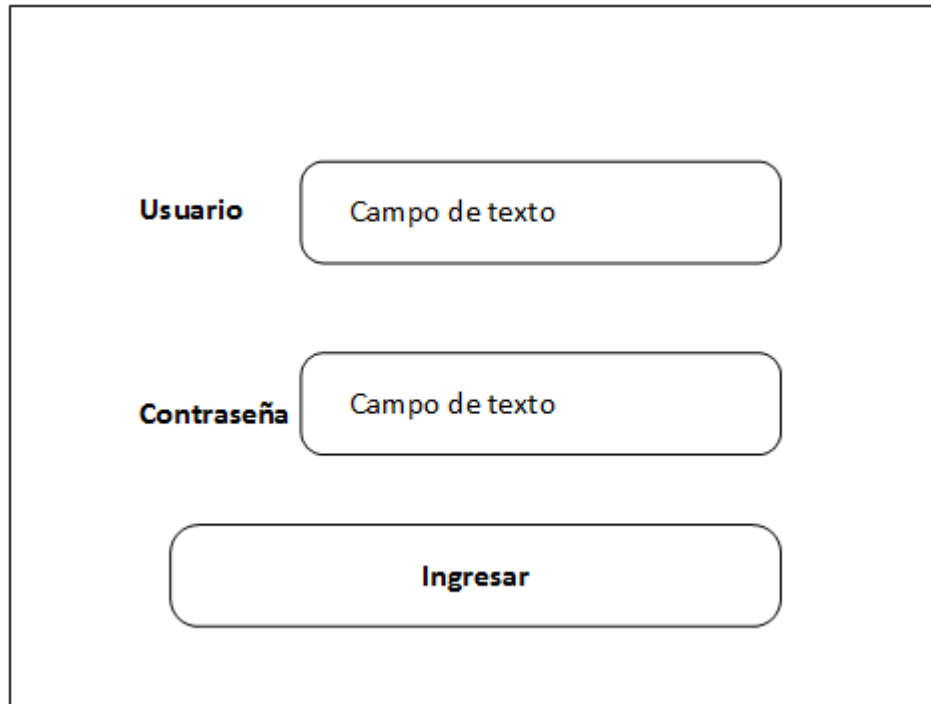 Usuario
Campo de texto
Contraseña
Campo de texto
Ingresar